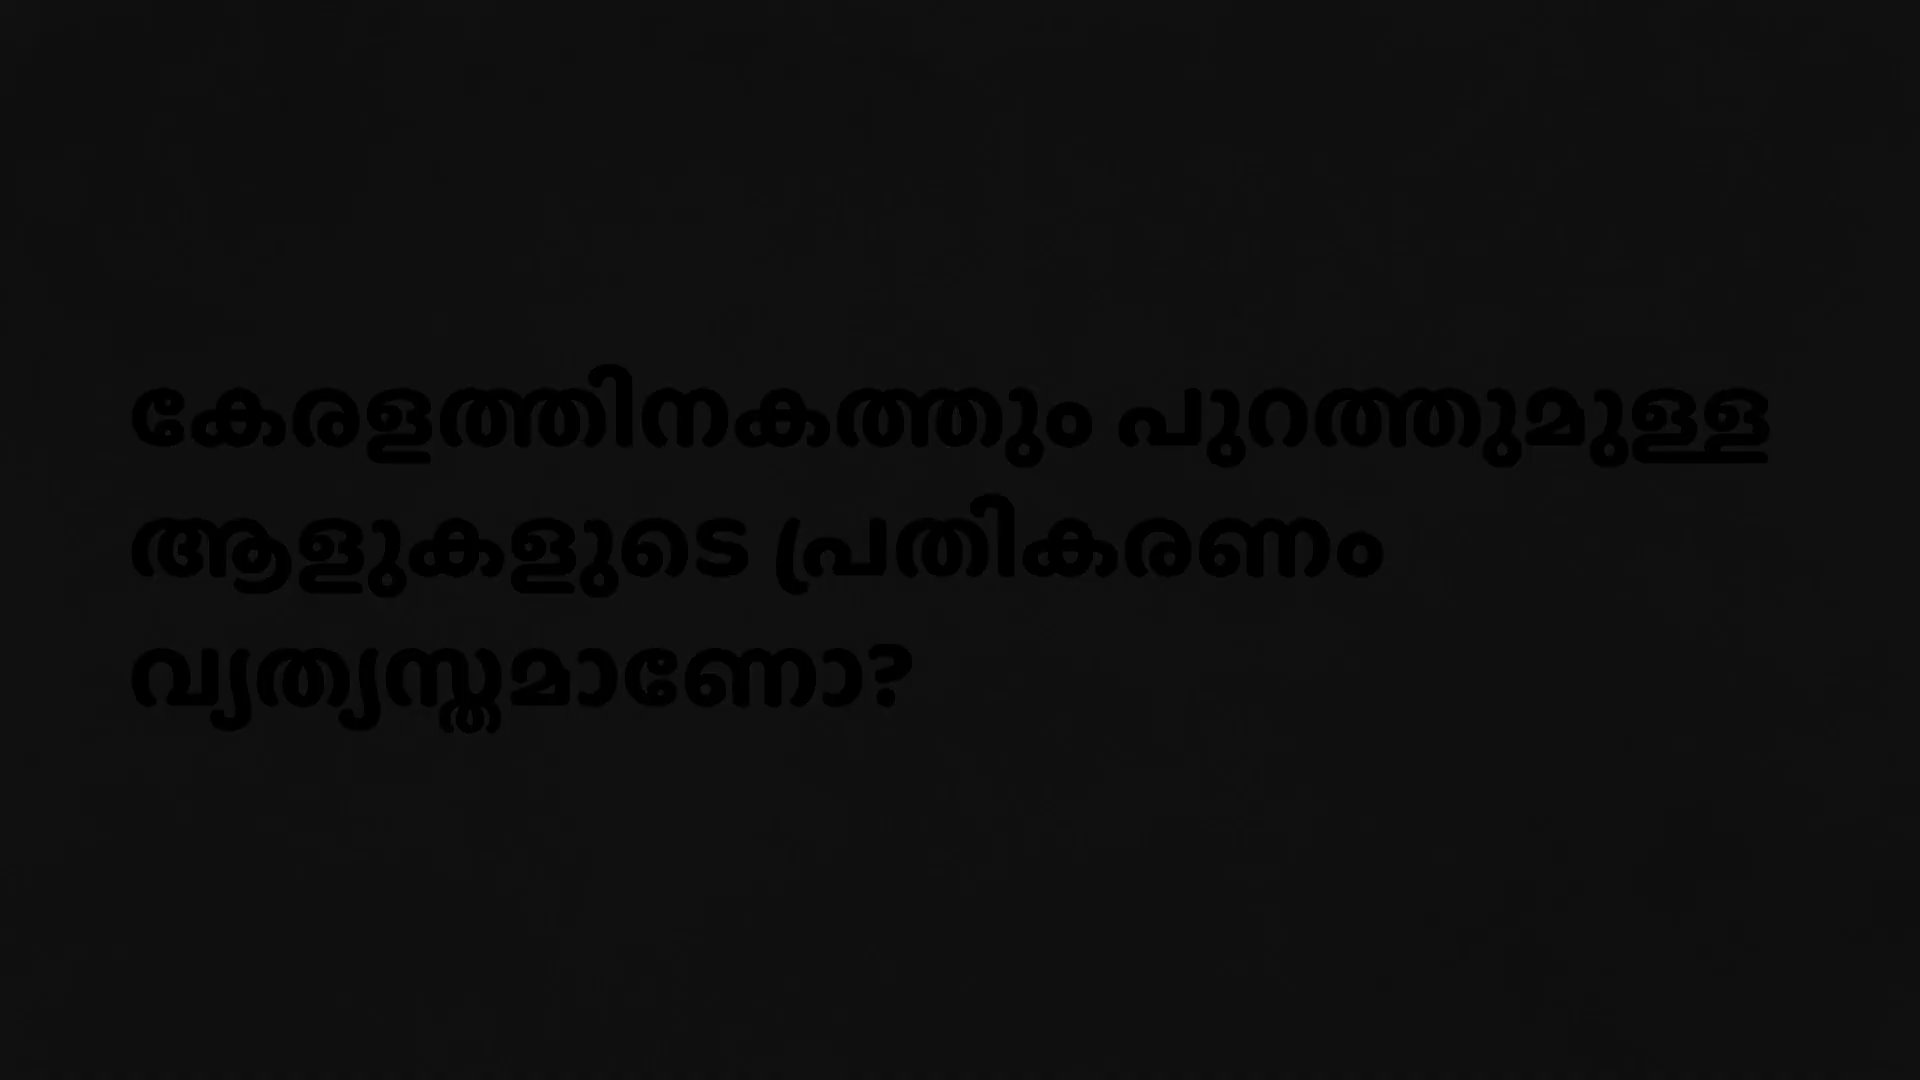 കേരളത്തിനകത്തും പുറത്തുമുള്ള
ആളുകളുടെ പ്രതികരണം
വ്യത്യസ്തമാണോ?